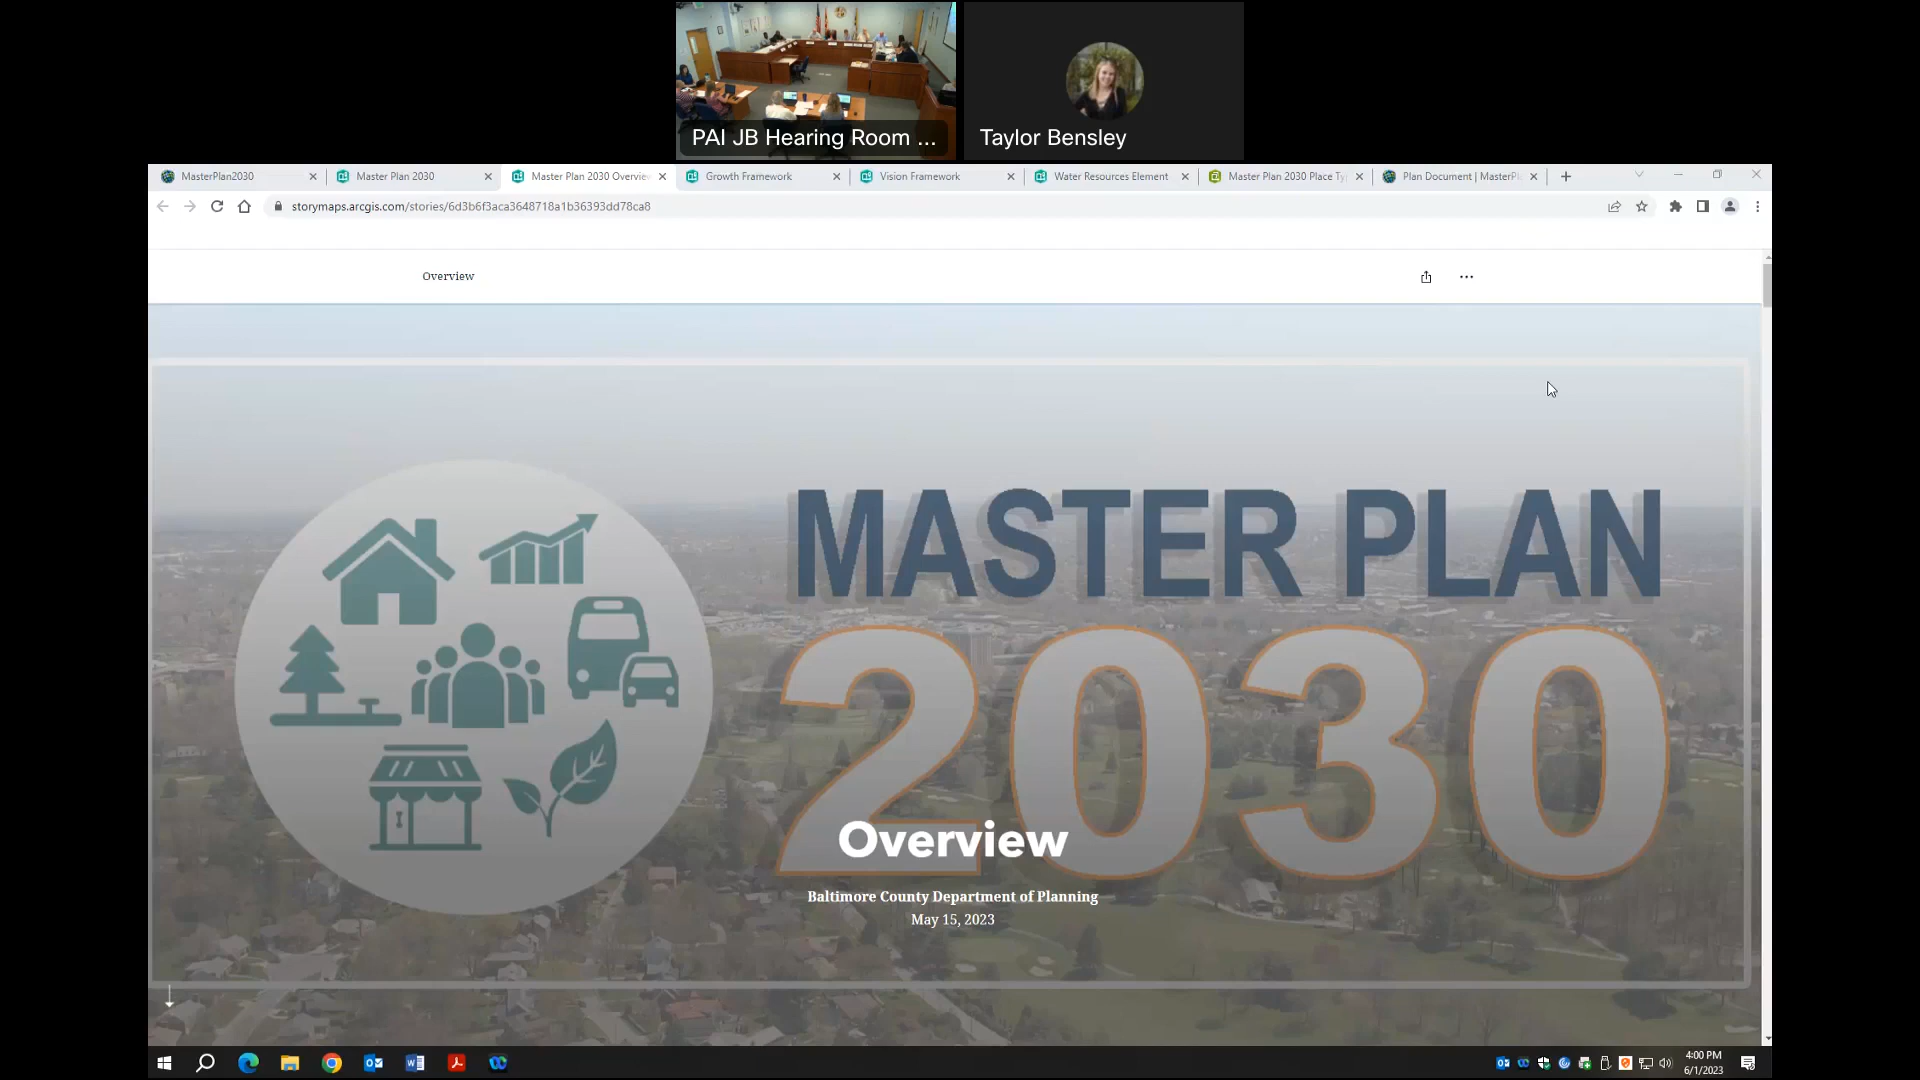 PAI JB Hearing Room ...
Taylor Bensley
MasterPlan2030
Master Plan 2030
Master Plan 2030 Overview
Growth Framework
Vision Framework
Water Resources Element
Master Plan 2030 Place Ty
Plan Document | MasterPl
storymaps.arcgis.com/stories/6d3b6f3aca3648718a1b36393dd78ca8
Overview
MASTER PLAN
2030
Overview
Baltimore County Department of Planning
May 15, 2023
4:00 PM
6/1/2023